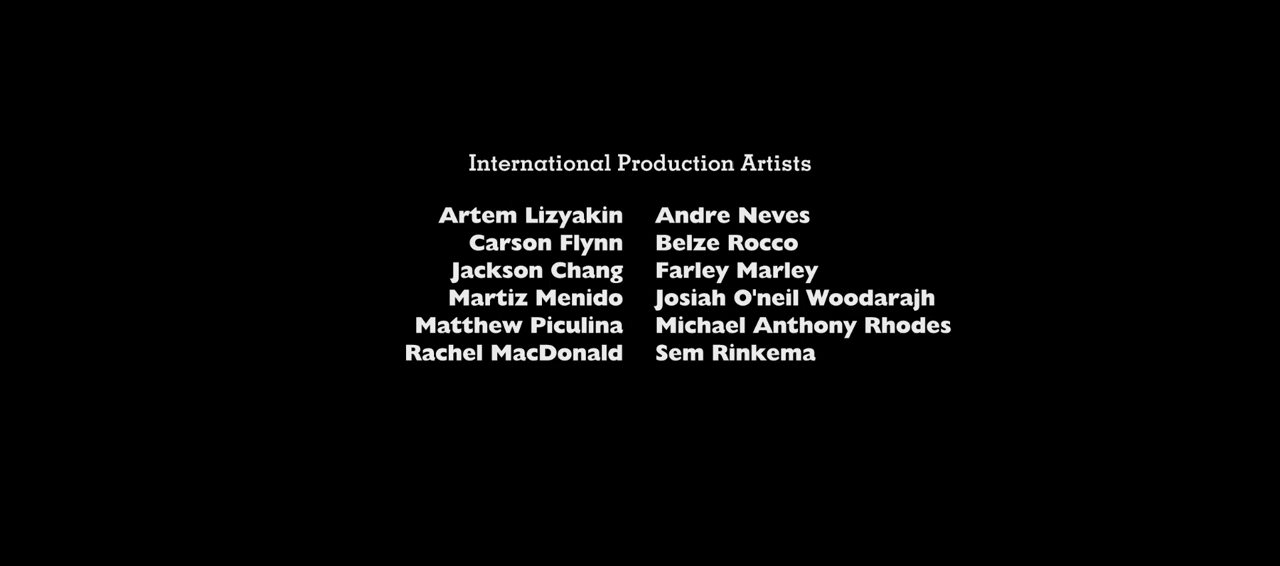 International Production Artists
Artem Lizyakin Andre Neves
Carson Flynn Belze Rocco
Jackson Chang Farley Marley
Martiz Menido Josiah O'neil Woodarajh
Matthew Piculina Michael Anthony Rhodes
Rachel MacDonald Sem Rinkema